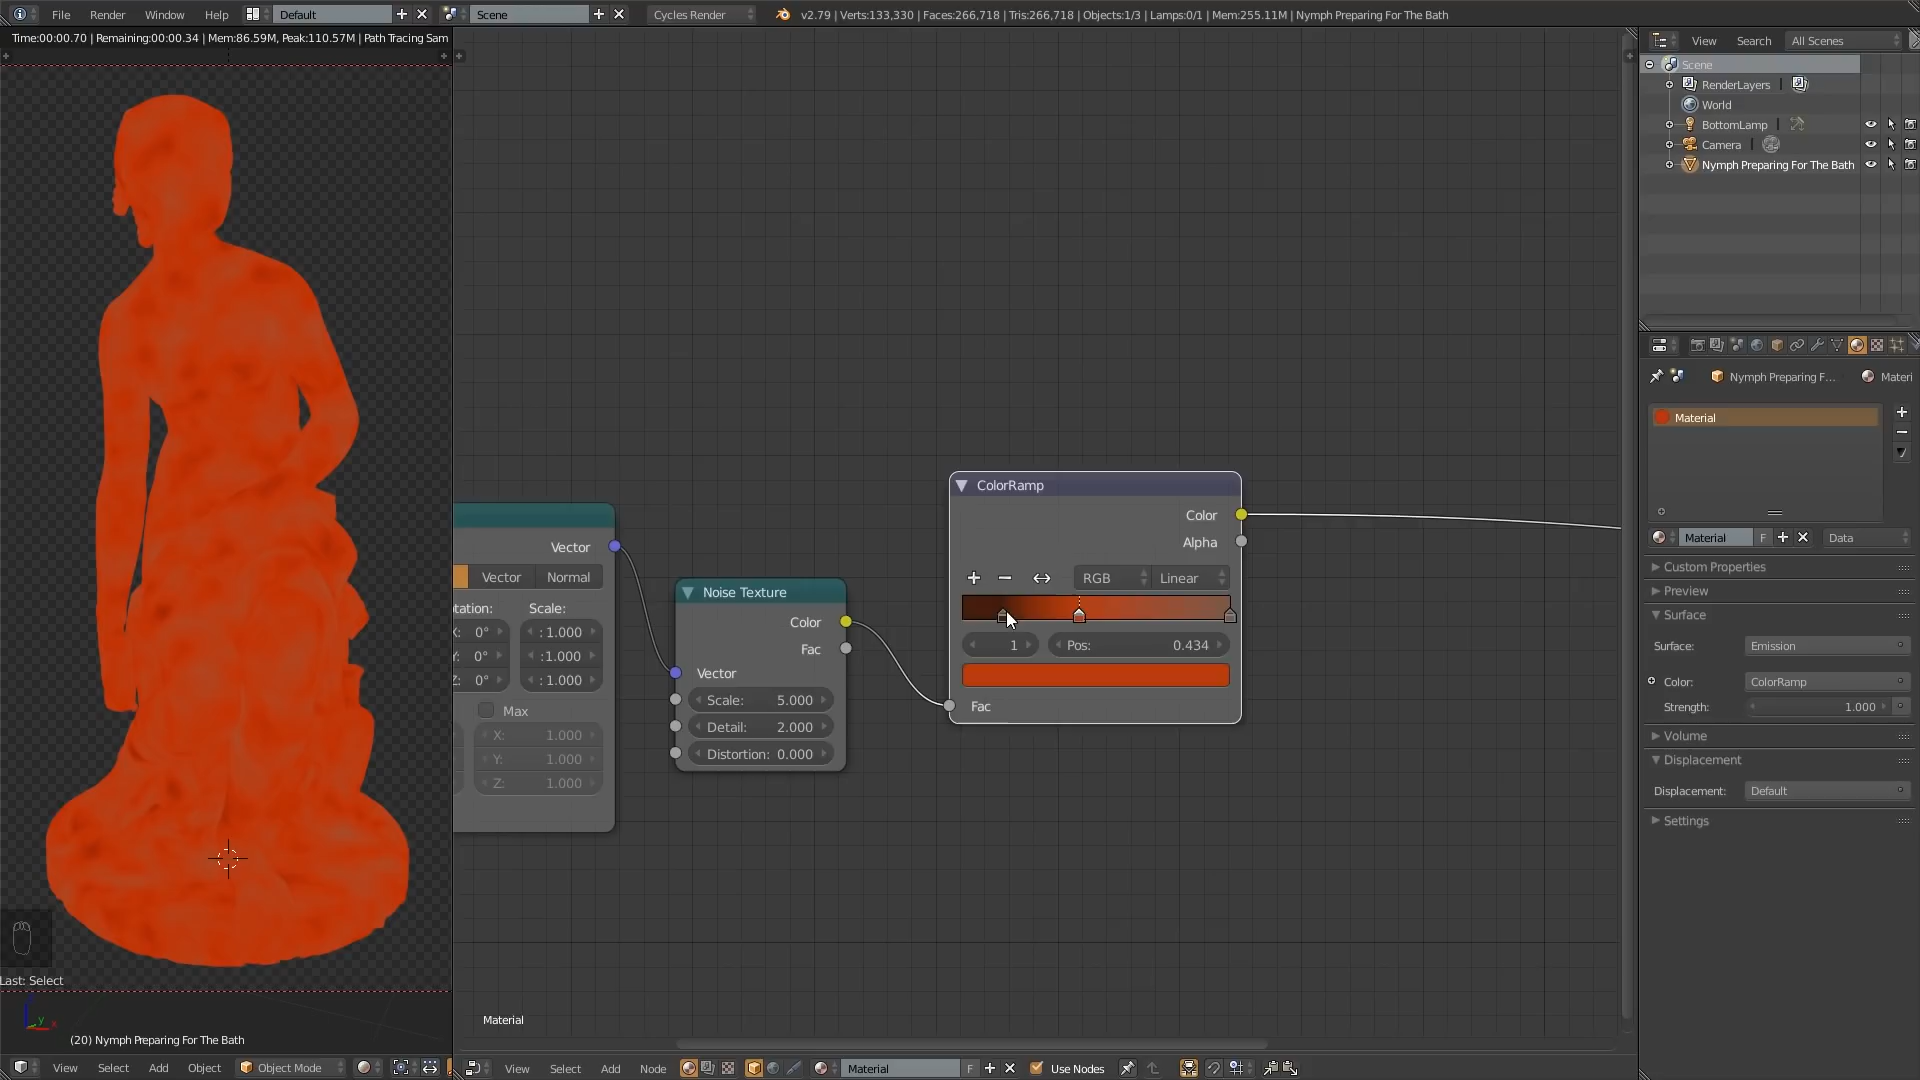 File Render Window Help Default Scene Cycles Render v2.79 | Verts:133,330 | Faces:266,718 | Tris:266,718 | Objects:1/3 | Lamps:0/1 | Mem:255.11M | Nymph Preparing For The Bath
Time:00:00.70 | Remaining:00:00.34 | Mem:86.59M, Peak:110.57M | Path Tracing Sam
View Search All Scenes
Scene
RenderLayers |
World
BottomLamp |
Camera |
Nymph Preparing For The Bath
Nymph Preparing F... Materi
Material
Material F Data
Custom Properties
Preview
Surface
Surface: Emission
Color: ColorRamp
Strength: 1.000
Volume
Displacement
Displacement: Default
Settings
Vector
Vector Normal
tation: Scale:
X: 0° : 1.000
Y: 0° :1.000
Z: 0° : 1.000
Max
X: 1.000
Y: 1.000
Z: 1.000
Noise Texture
Color
Fac
Vector
Scale: 5.000
Detail: 2.000
Distortion: 0.000
ColorRamp
Color
Alpha
RGB Linear
1 Pos: 0.434
Fac
Last: Select
y
(20) Nymph Preparing For The Bath
Material
View Select Add Object Object Mode
View Select Add Node Material F Use Nodes